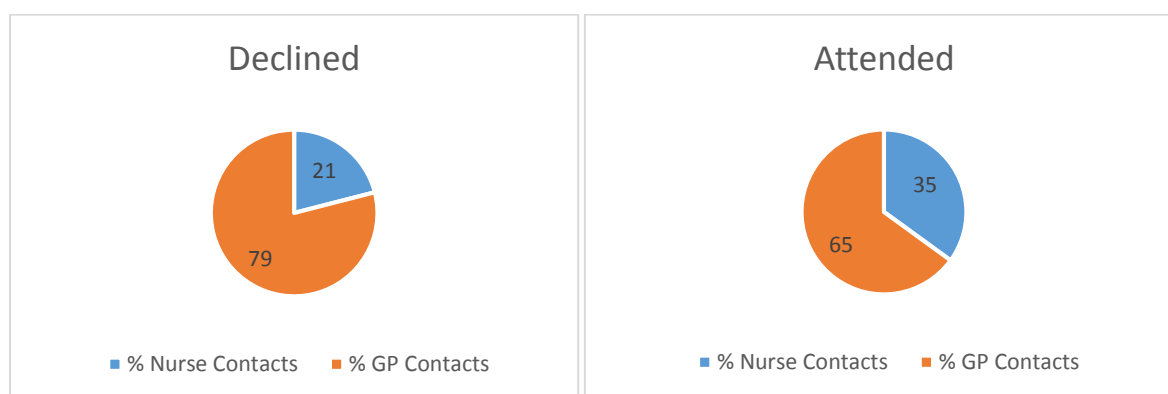 Declined
21
79
% Nurse Contacts % GP Contacts
Attended
35
65
% Nurse Contacts % GP Contacts